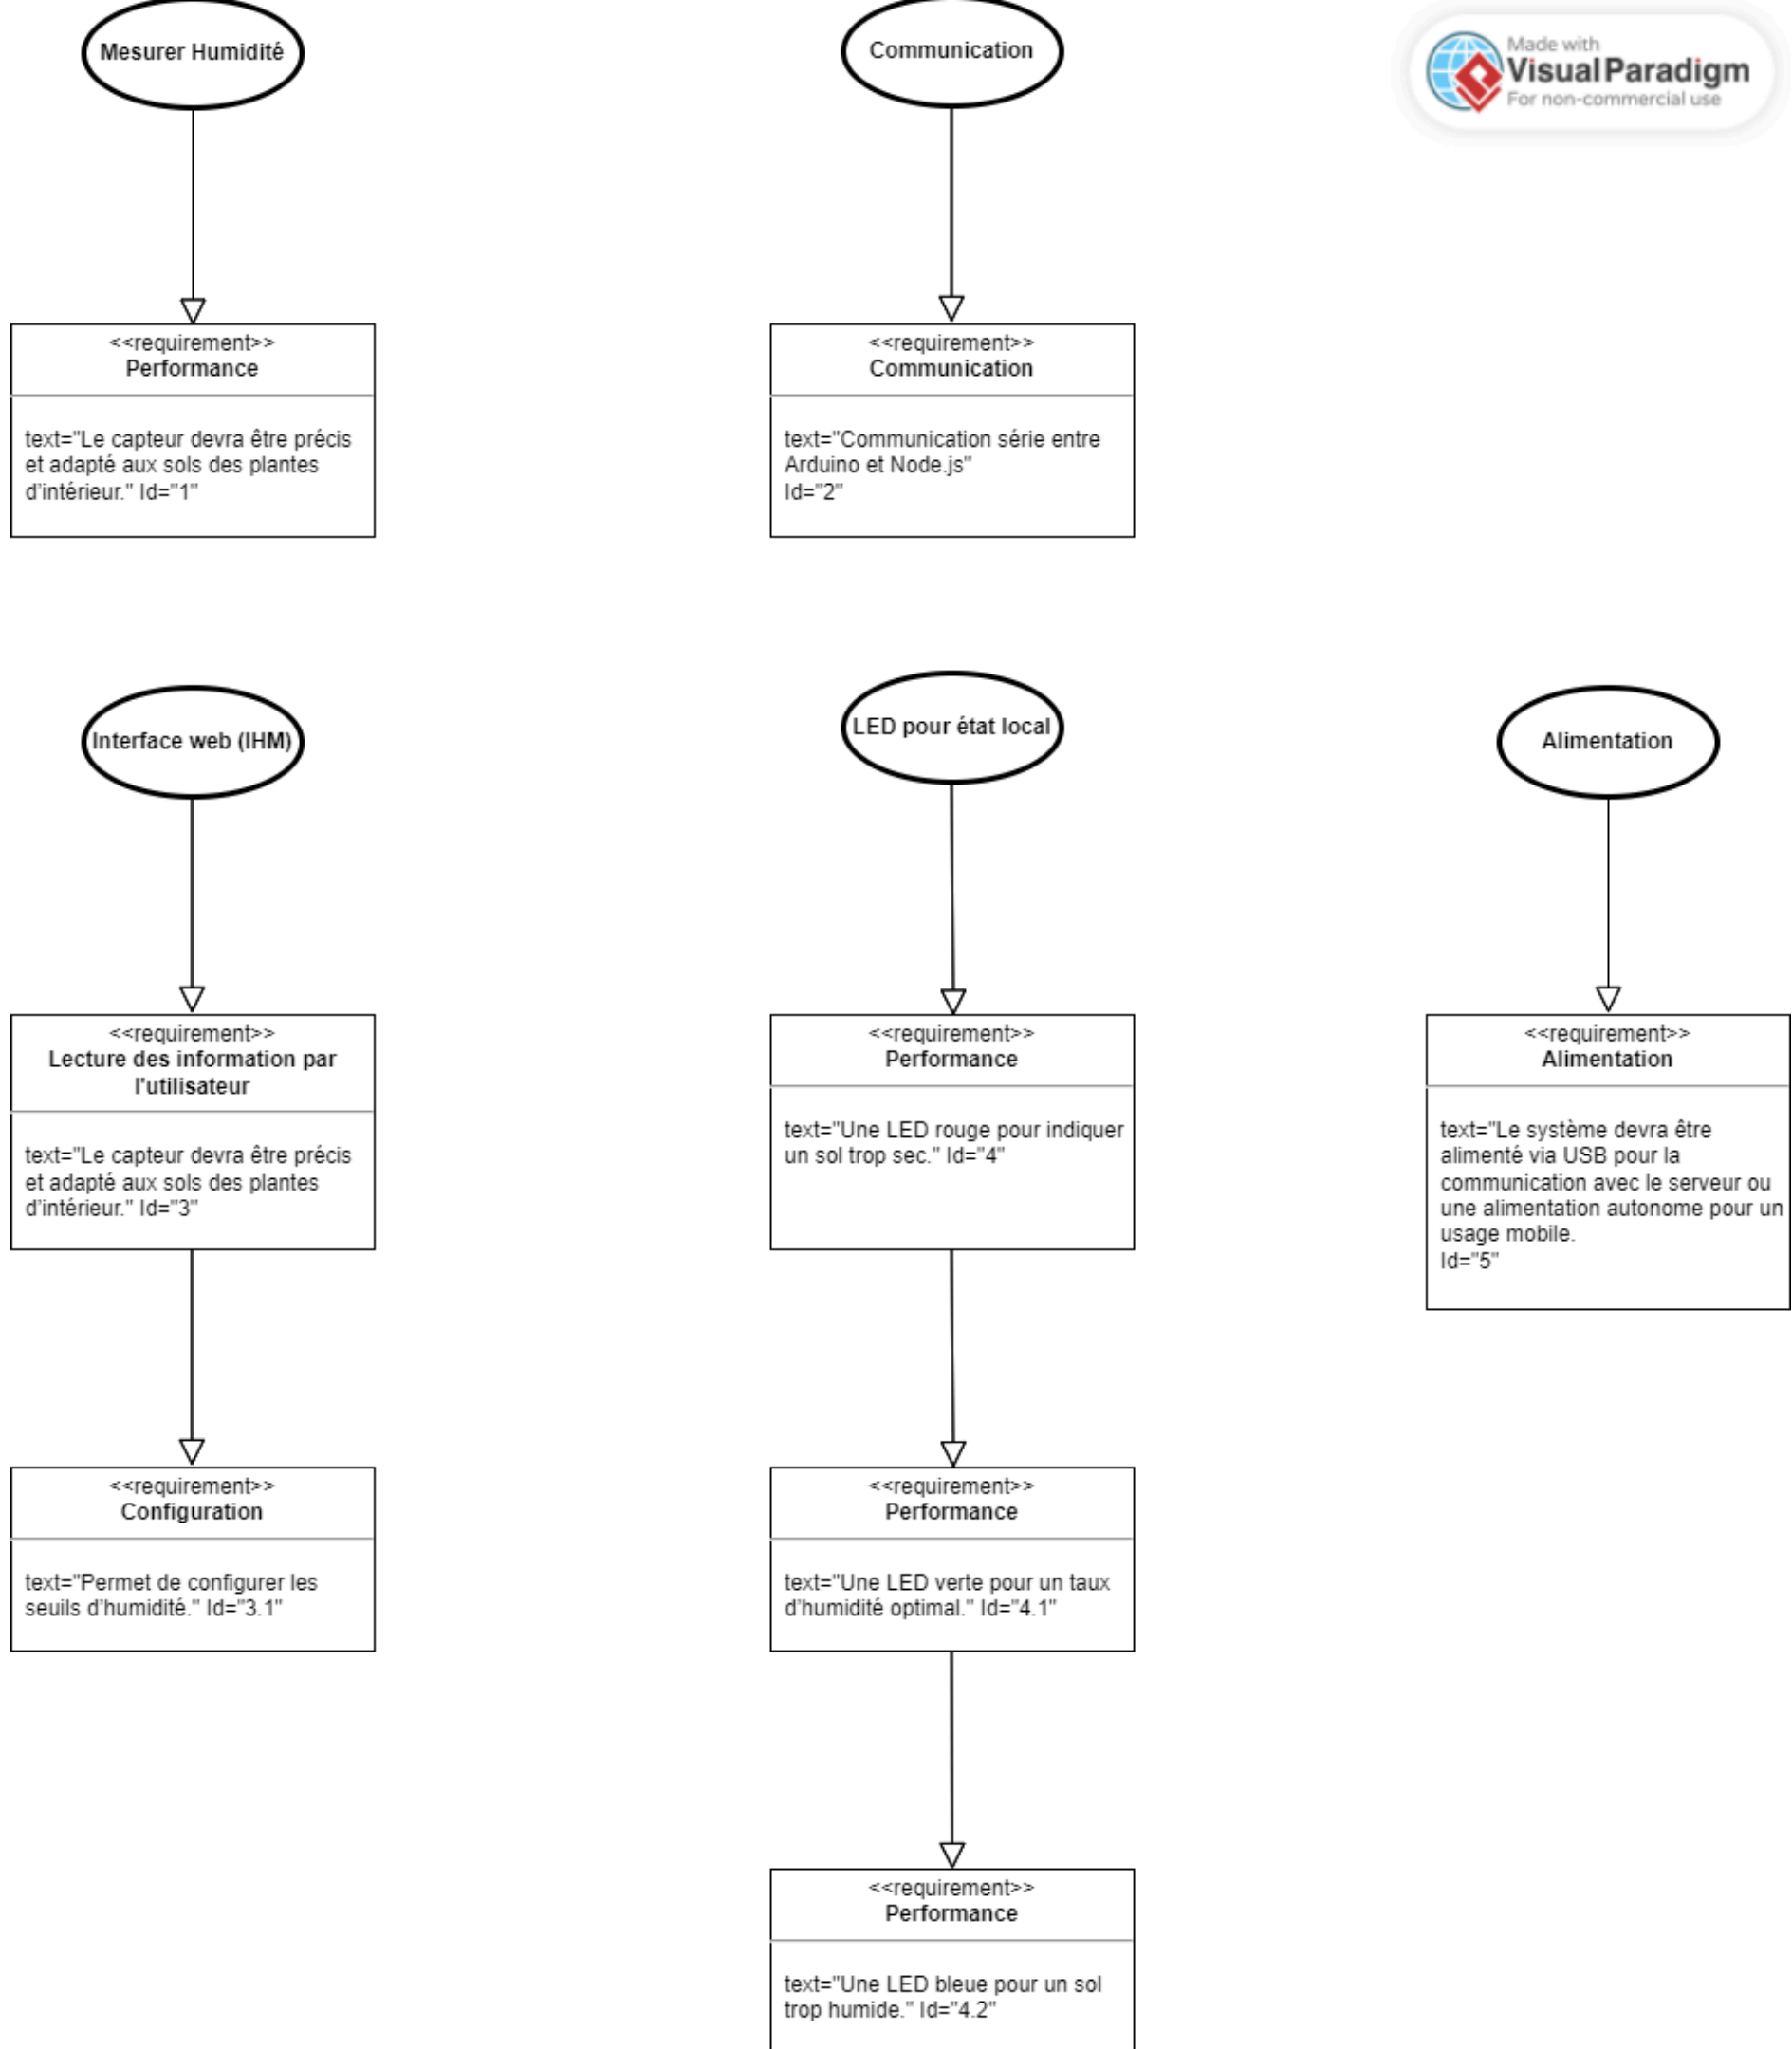 Mesurer Humidité
Communication
Made with
Visual Paradigm
For non-commercial use
<<requirement>>
Performance
text="Le capteur devra être précis
et adapté aux sols des plantes
d'intérieur." Id="1"
<<requirement>>
Communication
text="Communication série entre
Arduino et Node.js"
Id="2"
Interface web (IHM)
LED pour état local
Alimentation
<<requirement>>
Lecture des information par
l'utilisateur
text="Le capteur devra être précis
et adapté aux sols des plantes
d'intérieur." Id="3"
<<requirement>>
Performance
text="Une LED rouge pour indiquer
un sol trop sec." Id="4"
<<requirement>>
Alimentation
text="Le système devra être
alimenté via USB pour la
communication avec le serveur ou
une alimentation autonome pour un
usage mobile.
Id="5"
<<requirement>>
Configuration
text="Permet de configurer les
seuils d'humidité." Id="3.1"
<<requirement>>
Performance
text="Une LED verte pour un taux
d'humidité optimal." Id="4.1"
<<requirement>>
Performance
text="Une LED bleue pour un sol
trop humide." Id="4.2"